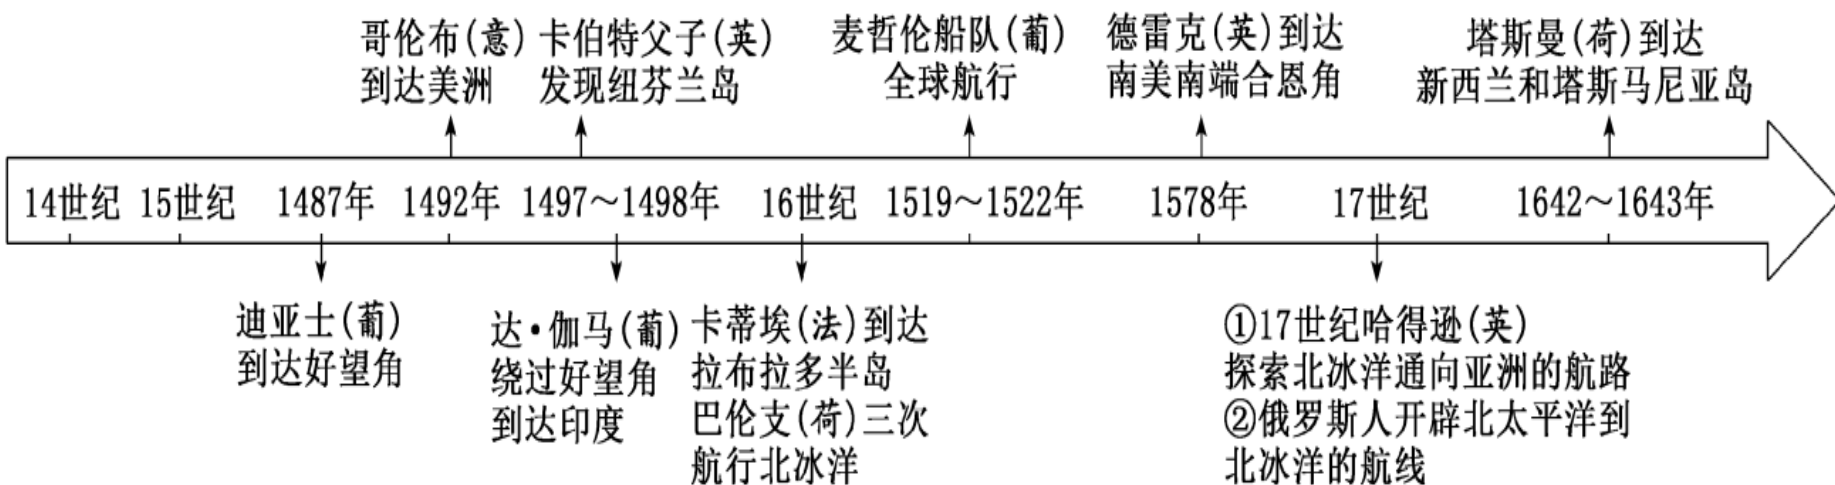 哥伦布(意)
到达美洲
卡伯特父子(英)
发现纽芬兰岛
麦哲伦船队(葡)
全球航行
德雷克(英)到达
南美南端合恩角
塔斯曼(荷)到达
新西兰和塔斯马尼亚岛
14世纪 15世纪 1487年 1492年 1497～1498年 16世纪 1519～1522年 1578年 17世纪 1642～1643年
迪亚士(葡)
到达好望角
达·伽马(葡)
绕过好望角
到达印度
卡蒂埃(法)到达
拉布拉多半岛
巴伦支(荷)三次
航行北冰洋
①17世纪哈得逊(英)
探索北冰洋通向亚洲的航路
②俄罗斯人开辟北太平洋到
北冰洋的航线